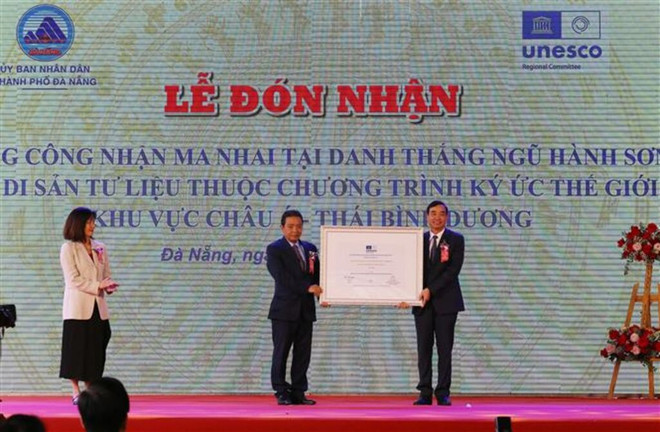 ỦY BAN NHÂN DÂN
THÀNH PHỐ ĐÀ NẴNG
unesco
Regional Committee
LỄ ĐÓN NHẬN
G CÔNG NHẬN MA NHAI TẠI DANH THẮNG NGŨ HÀNH SƠN
DI SẢN TƯ LIỆU THUỘC CHƯƠNG TRÌNH KÝ ỨC THẾ GIỚI
KHU VỰC CHÂU Á THÁI BÌNH DƯƠNG
Đà Nẵng, ng
unesco